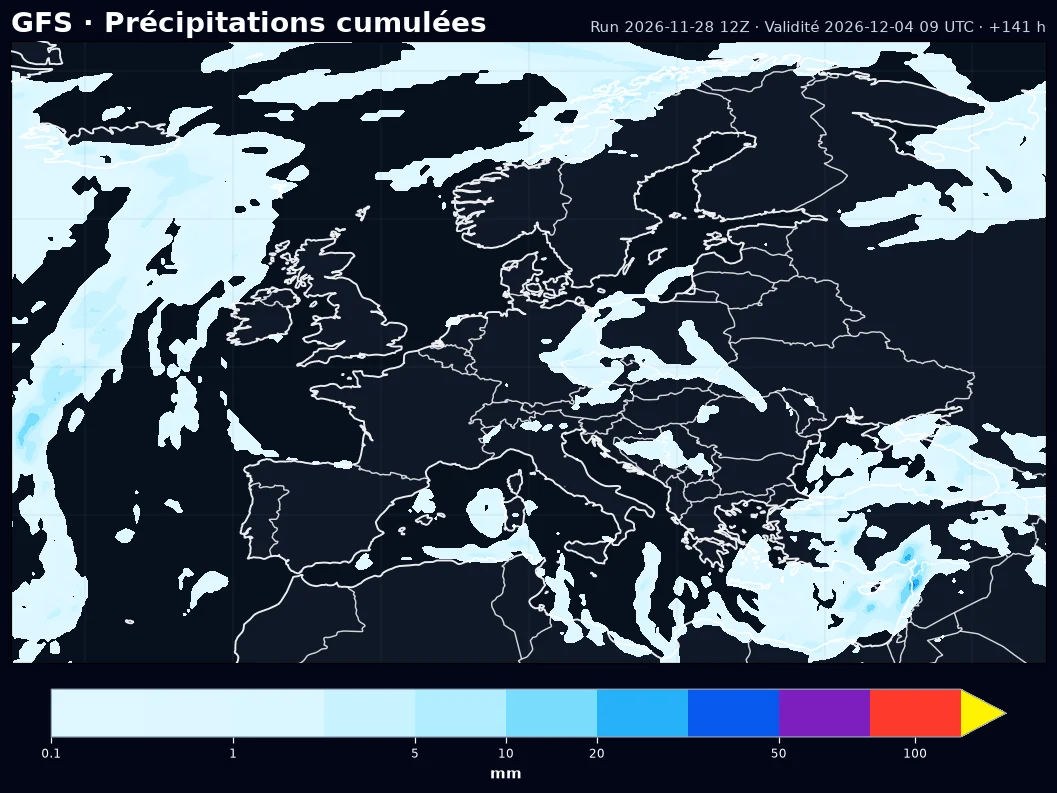 GFS · Précipitations cumulées
Run 2026-11-28 12Z · Validité 2026-12-04 09 UTC · +141 h
0.1 1 5 10 20 50 100
mm